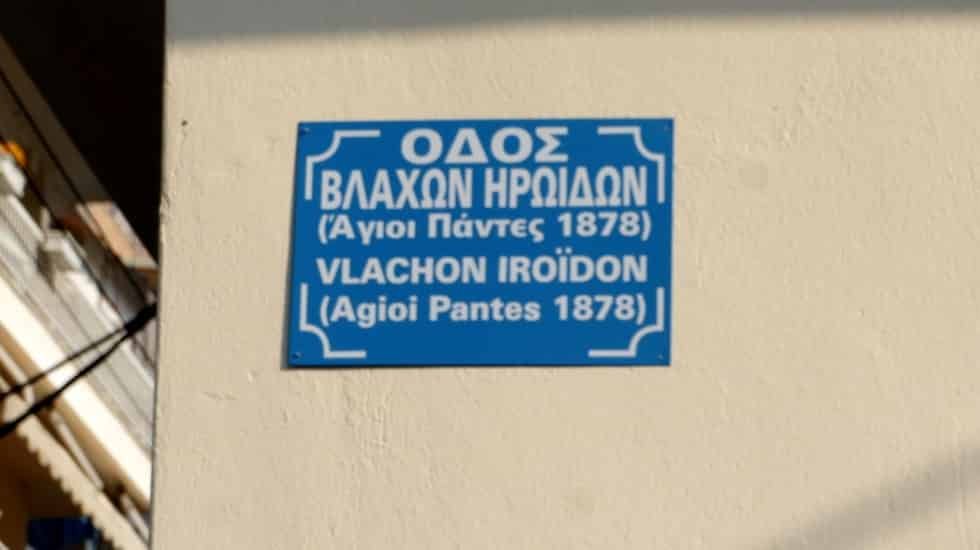 ΟΔΟΣ
ΒΛΑΧΩΝ ΗΡΩΙΔΩΝ
(Άγιοι Πάντες 1878)
VLACHON IROÏDON
(Agioi Pantes 1878)